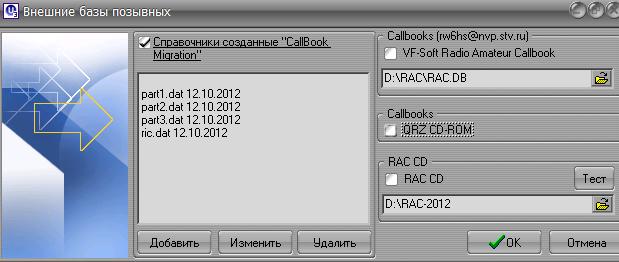 Внешние базы позывных
Справочники созданные "CallBook
Migration"
part1.dat 12.10.2012
part2.dat 12.10.2012
part3.dat 12.10.2012
ric.dat 12.10.2012
Добавить
Изменить
Удалить
Callbooks (rw6hs@nvp.stv.ru)
VF-Soft Radio Amateur Callbook
D:\RAC\RAC.DB
Callbooks
QRZ CD-ROM
RAC CD
RAC CD
Тест
D:\RAC-2012
OK
Отмена